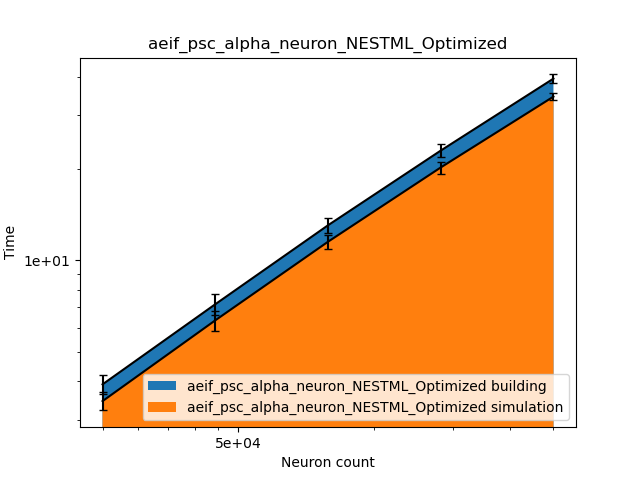 aeif_psc_alpha_neuron_NESTML_Optimized
Time
1e+01
aeif_psc_alpha_neuron_NESTML_Optimized building
aeif_psc_alpha_neuron_NESTML_Optimized simulation
5e+04
Neuron count